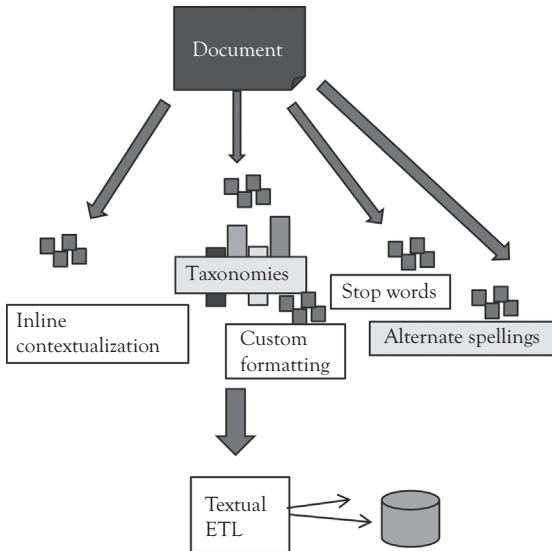 Document
Taxonomies
Stop words
Inline
contextualization
Custom
formatting
Alternate spellings
Textual
ETL